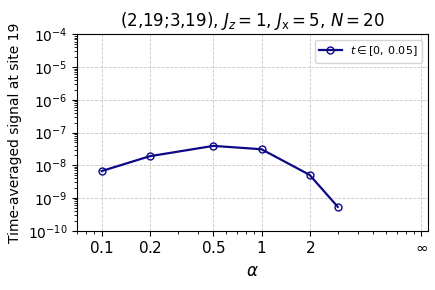 (2,19;3,19), $J_z = 1$, $J_x = 5$, $N = 20$
Time-averaged signal at site 19
$10^{-4}$
$10^{-5}$
$10^{-6}$
$10^{-7}$
$10^{-8}$
$10^{-9}$
$10^{-10}$
$t \in [0, 0.05]$
0.1 0.2 0.5 1 2 ∞
α